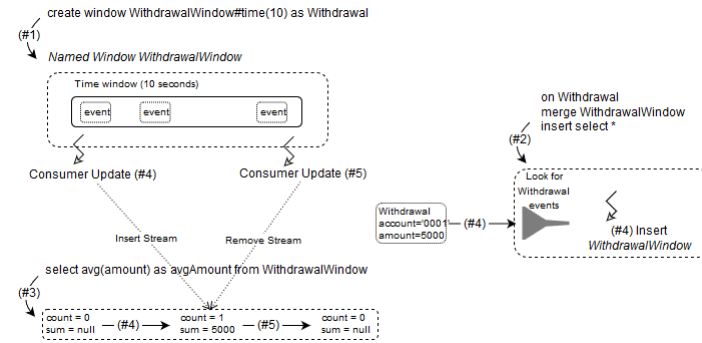 create window WithdrawalWindow#time(10) as Withdrawal
(#1)
Named Window WithdrawalWindow
Time window (10 seconds)
event
event
event
Consumer Update (#4)
Consumer Update (#5)
Insert Stream
Remove Stream
on Withdrawal
merge WithdrawalWindow
insert select *
(#2)
Look for
Withdrawal
events
Withdrawal
account='0001'
amount=5000
(#4)
(#4) Insert
WithdrawalWindow
select avg(amount) as avgAmount from WithdrawalWindow
(#3)
count = 0
sum = null
(#4)
count = 1
sum = 5000
(#5)
count = 0
sum = null